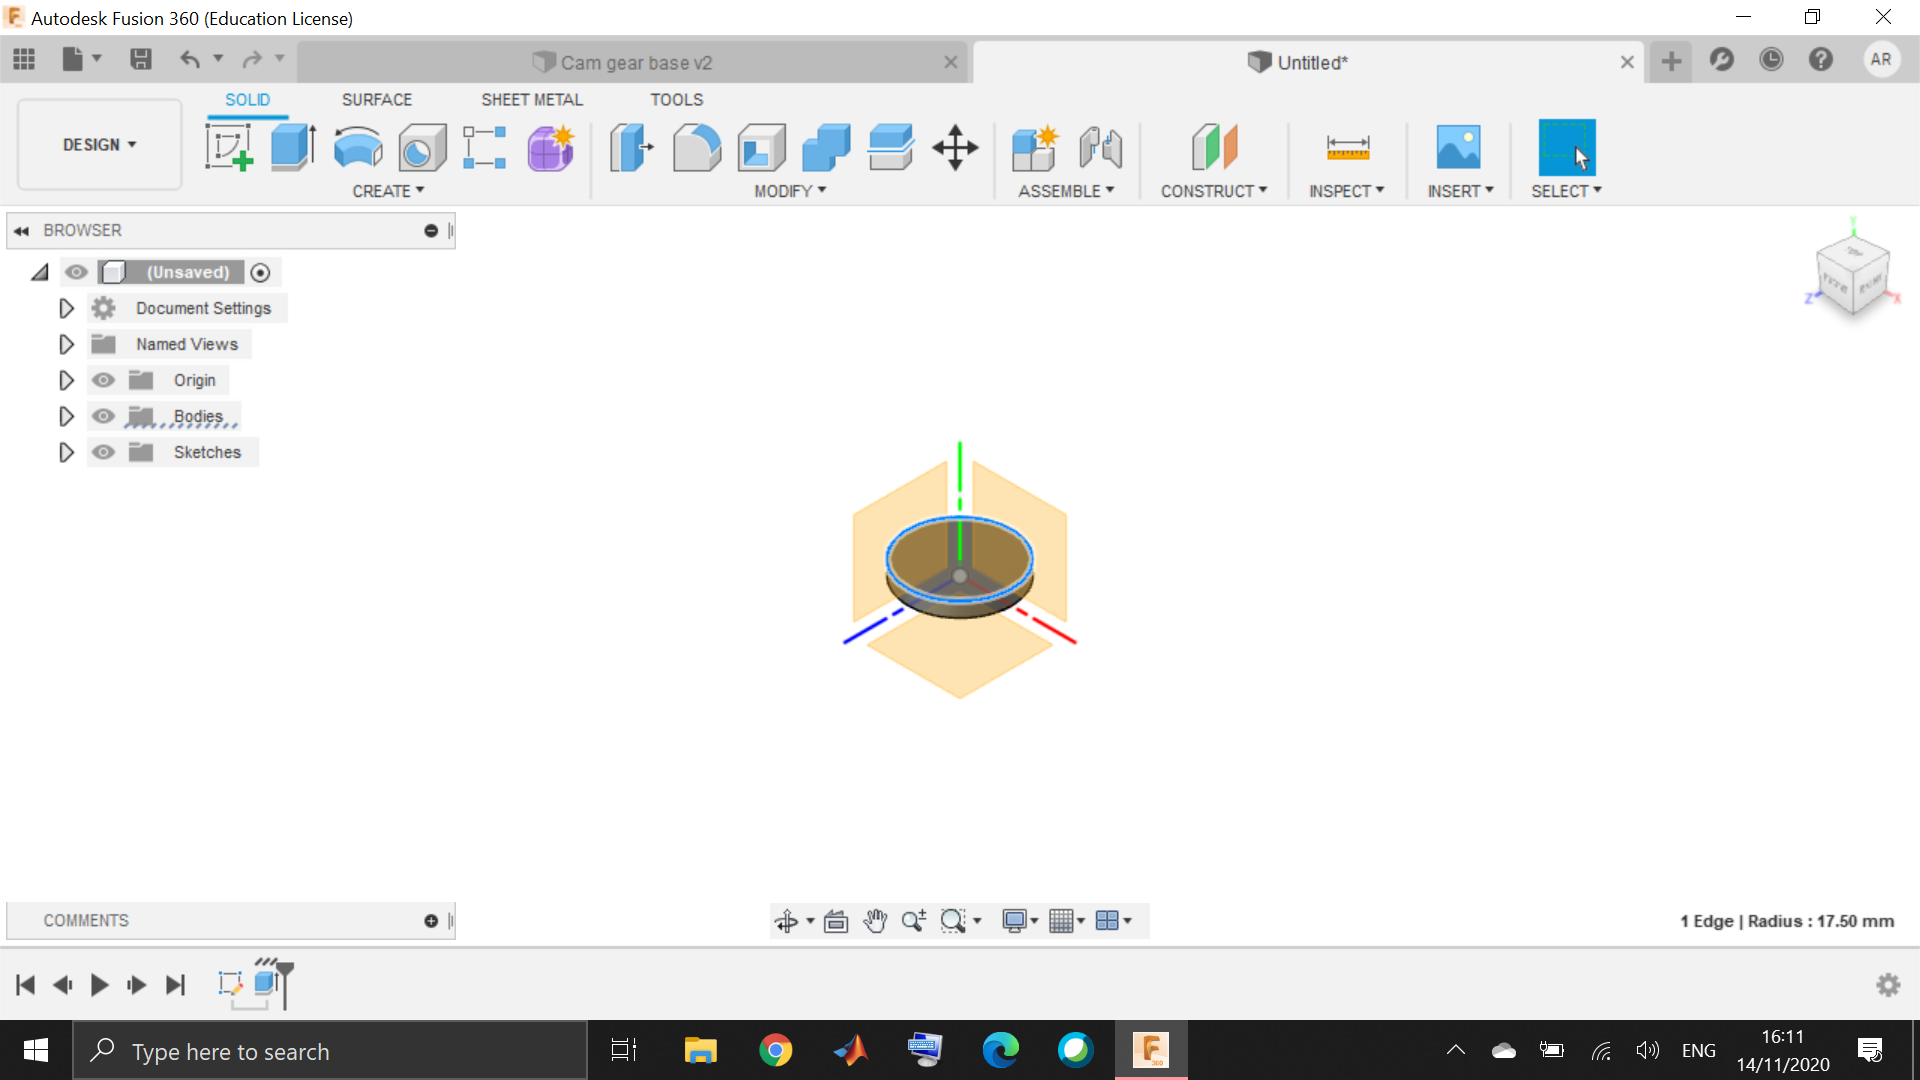 Autodesk Fusion 360 (Education License)
Cam gear base v2
Untitled*
AR
SOLID
SURFACE
SHEET METAL
TOOLS
DESIGN
CREATE
MODIFY
ASSEMBLE
CONSTRUCT
INSPECT
INSERT
SELECT
BROWSER
(Unsaved)
Document Settings
Named Views
Origin
Bodies
Sketches
Y
TOP
Z
X
COMMENTS
1 Edge | Radius : 17.50 mm
Type here to search
360
ENG
16:11
14/11/2020